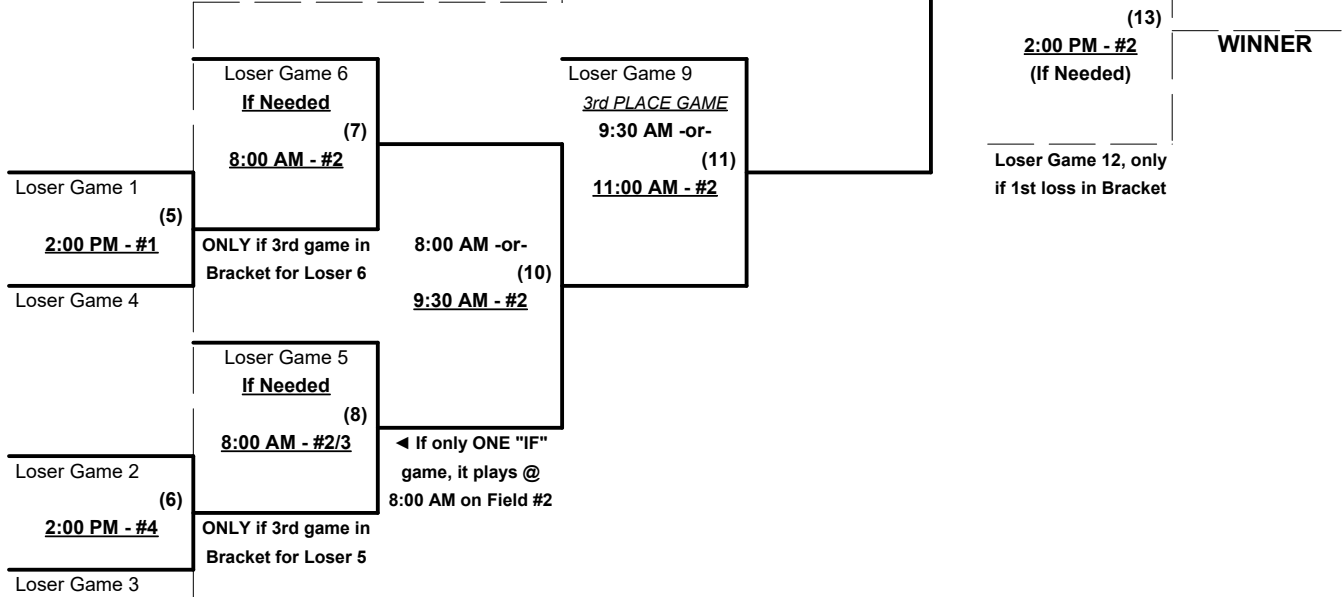 (13)
2:00 PM - #2
WINNER
(If Needed)
Loser Game 12, only
if 1st loss in Bracket
Loser Game 6
If Needed
(7)
8:00 AM - #2
Loser Game 9
3rd PLACE GAME
9:30 AM -or-
(11)
11:00 AM - #2
Loser Game 1
(5)
2:00 PM - #1
Loser Game 4
ONLY if 3rd game in
Bracket for Loser 6
8:00 AM -or-
(10)
9:30 AM - #2
Loser Game 5
If Needed
(8)
8:00 AM - #2/3
◄ If only ONE "IF"
game, it plays @
8:00 AM on Field #2
Loser Game 2
(6)
2:00 PM - #4
Loser Game 3
ONLY if 3rd game in
Bracket for Loser 5